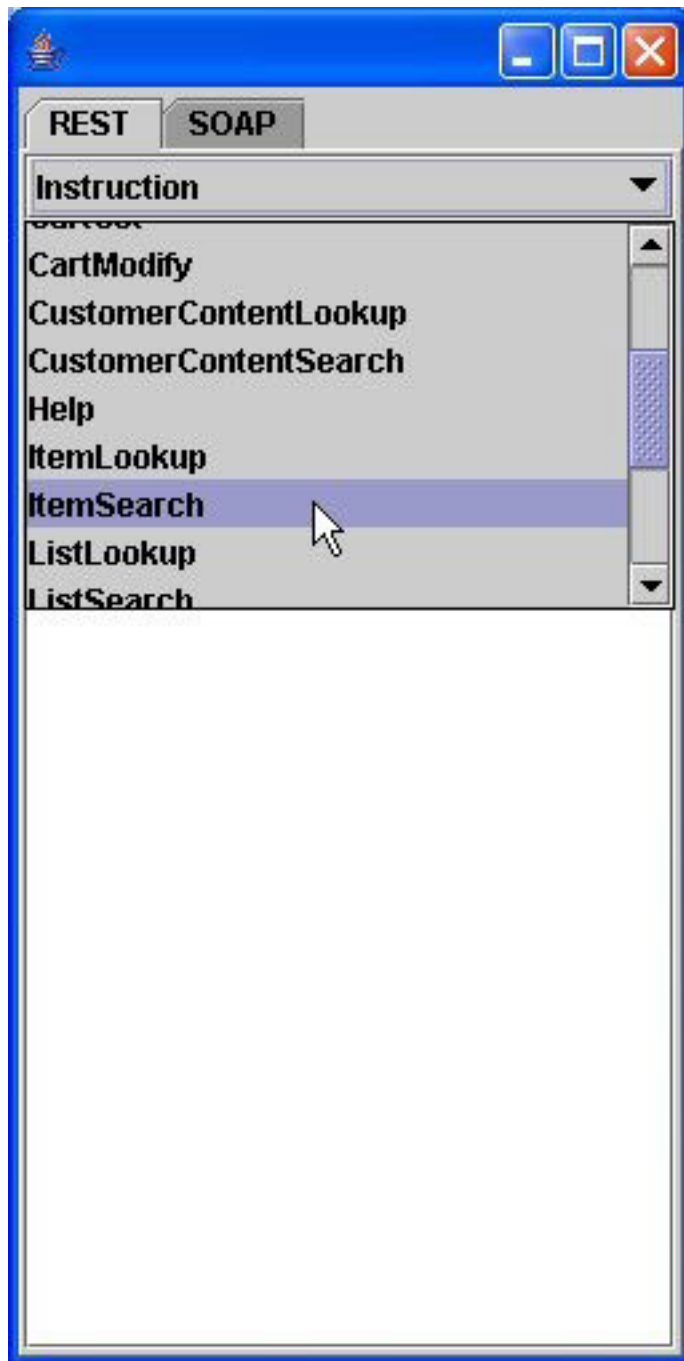 REST SOAP
Instruction
CartModify
CustomerContentLookup
CustomerContentSearch
Help
ItemLookup
ItemSearch
ListLookup
ListSearch